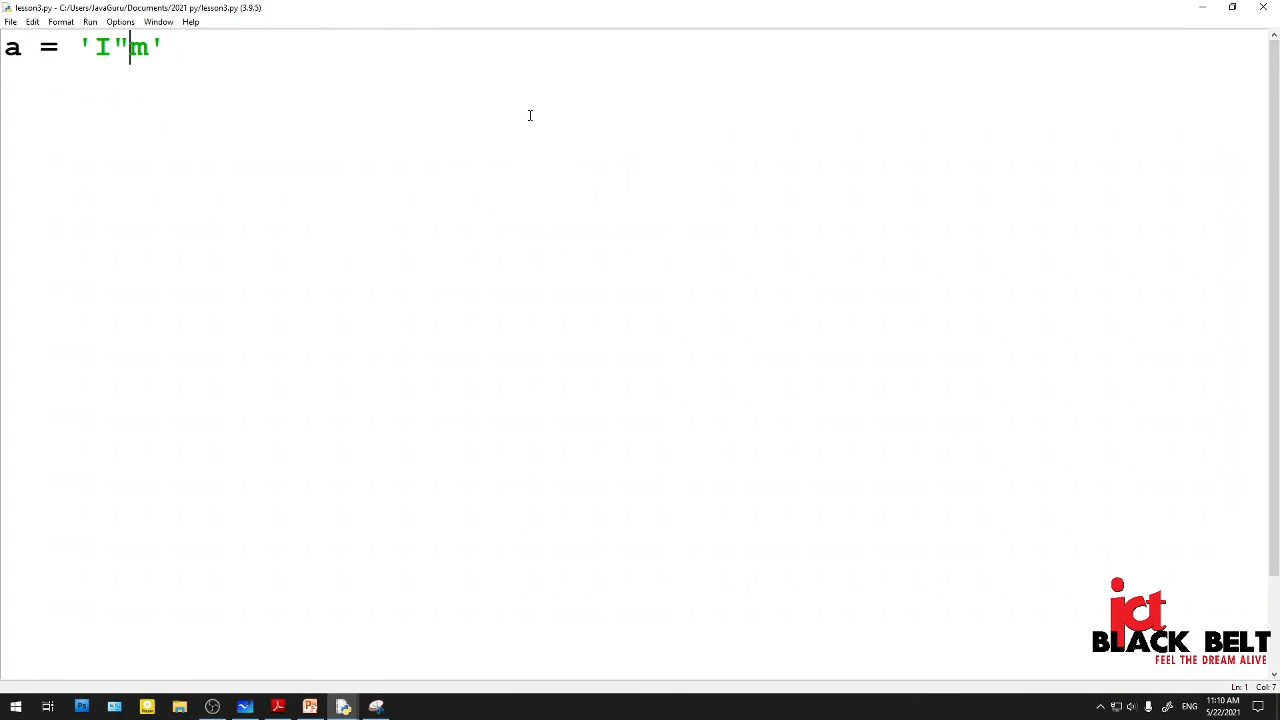 lesson3.py - C:/Users/JavaGuru/Documents/2021 py/lesson3.py (3.9.5)
File Edit Format Run Options Window Help
a = 'I"m'
ict
BLACK BELT
FEEL THE DREAM ALIVE
Ln: 1 Col: 7
ENG
11:10 AM
5/22/2021